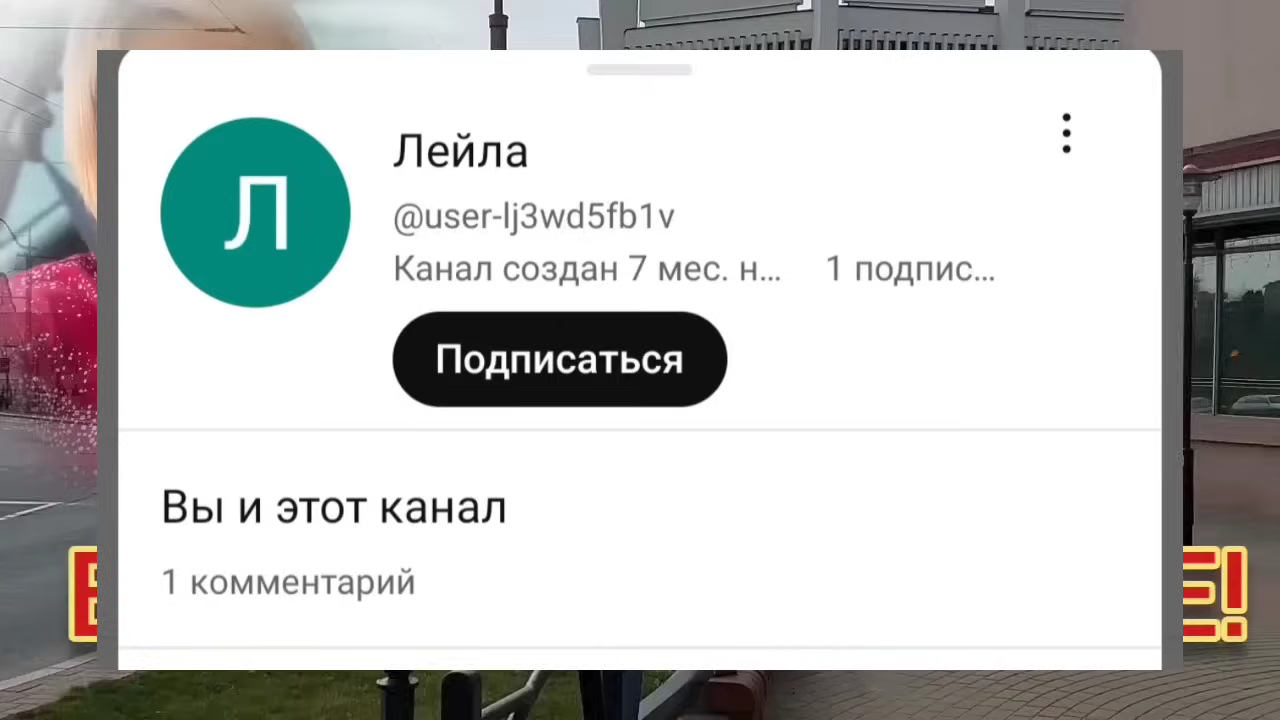 Л
Лейла
@user-lj3wd5fb1v
Канал создан 7 мес. н... 1 подпис...
Подписаться
Вы и этот канал
1 комментарий